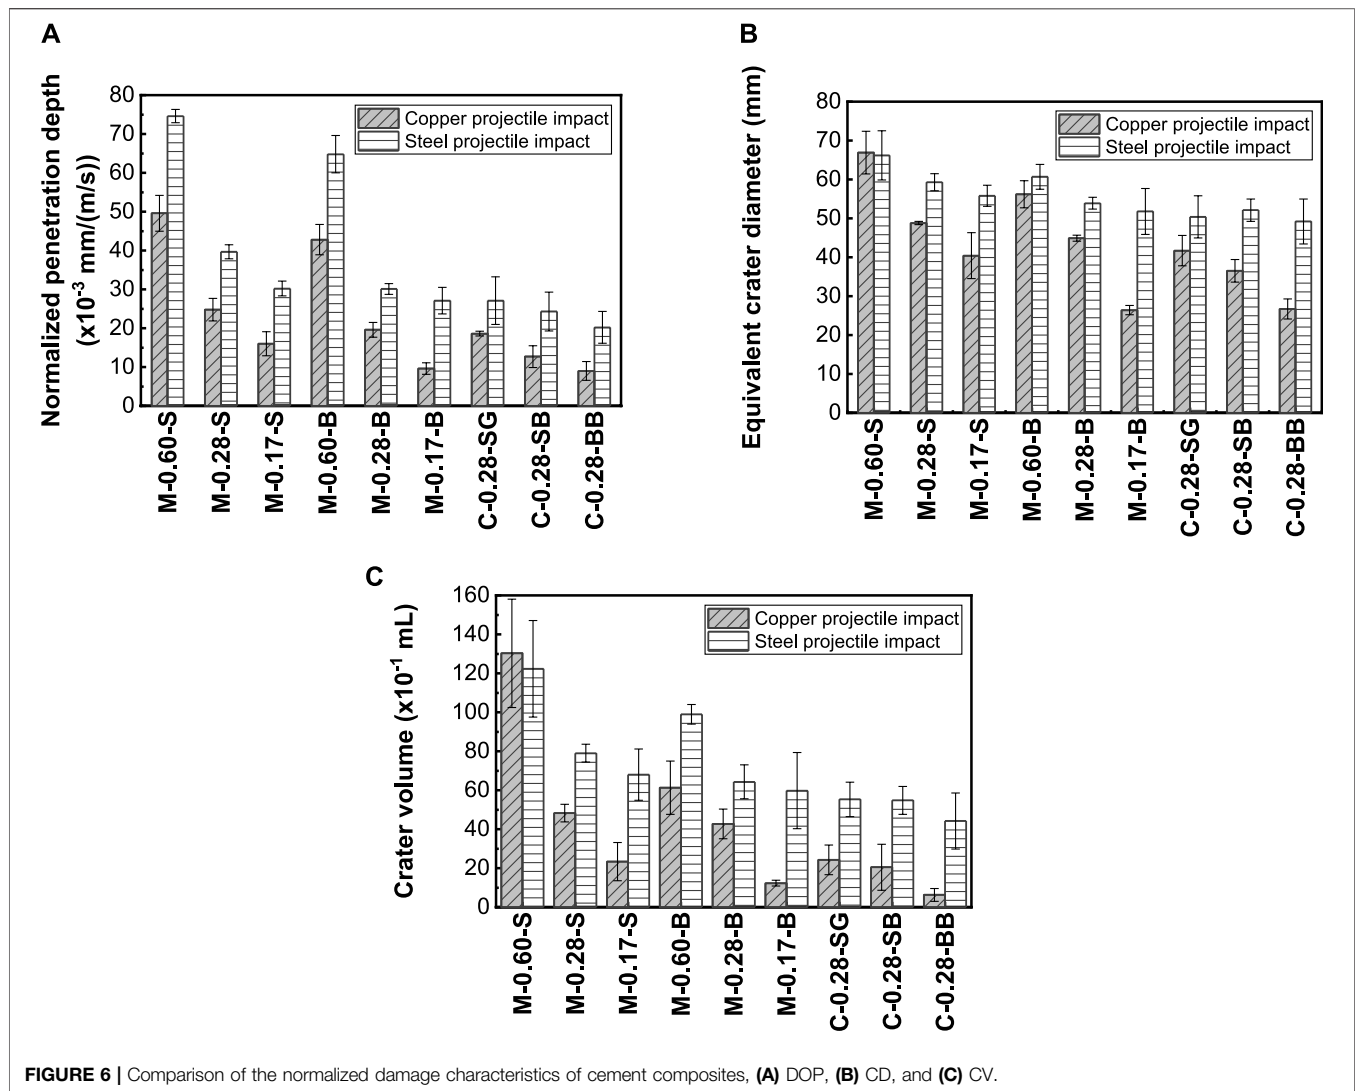 A
Normalized penetration depth
(x10⁻³ mm/(m/s))
80
70
60
50
40
30
20
10
0
Copper projectile impact
Steel projectile impact
M-0.60-S
M-0.28-S
M-0.17-S
M-0.60-B
M-0.28-B
M-0.17-B
C-0.28-SG
C-0.28-SB
C-0.28-BB
B
Equivalent crater diameter (mm)
80
70
60
50
40
30
20
10
0
Copper projectile impact
Steel projectile impact
M-0.60-S
M-0.28-S
M-0.17-S
M-0.60-B
M-0.28-B
M-0.17-B
C-0.28-SG
C-0.28-SB
C-0.28-BB
C
Crater volume (x10⁻¹ mL)
160
140
120
100
80
60
40
20
0
Copper projectile impact
Steel projectile impact
M-0.60-S
M-0.28-S
M-0.17-S
M-0.60-B
M-0.28-B
M-0.17-B
C-0.28-SG
C-0.28-SB
C-0.28-BB
FIGURE 6 | Comparison of the normalized damage characteristics of cement composites, (A) DOP, (B) CD, and (C) CV.